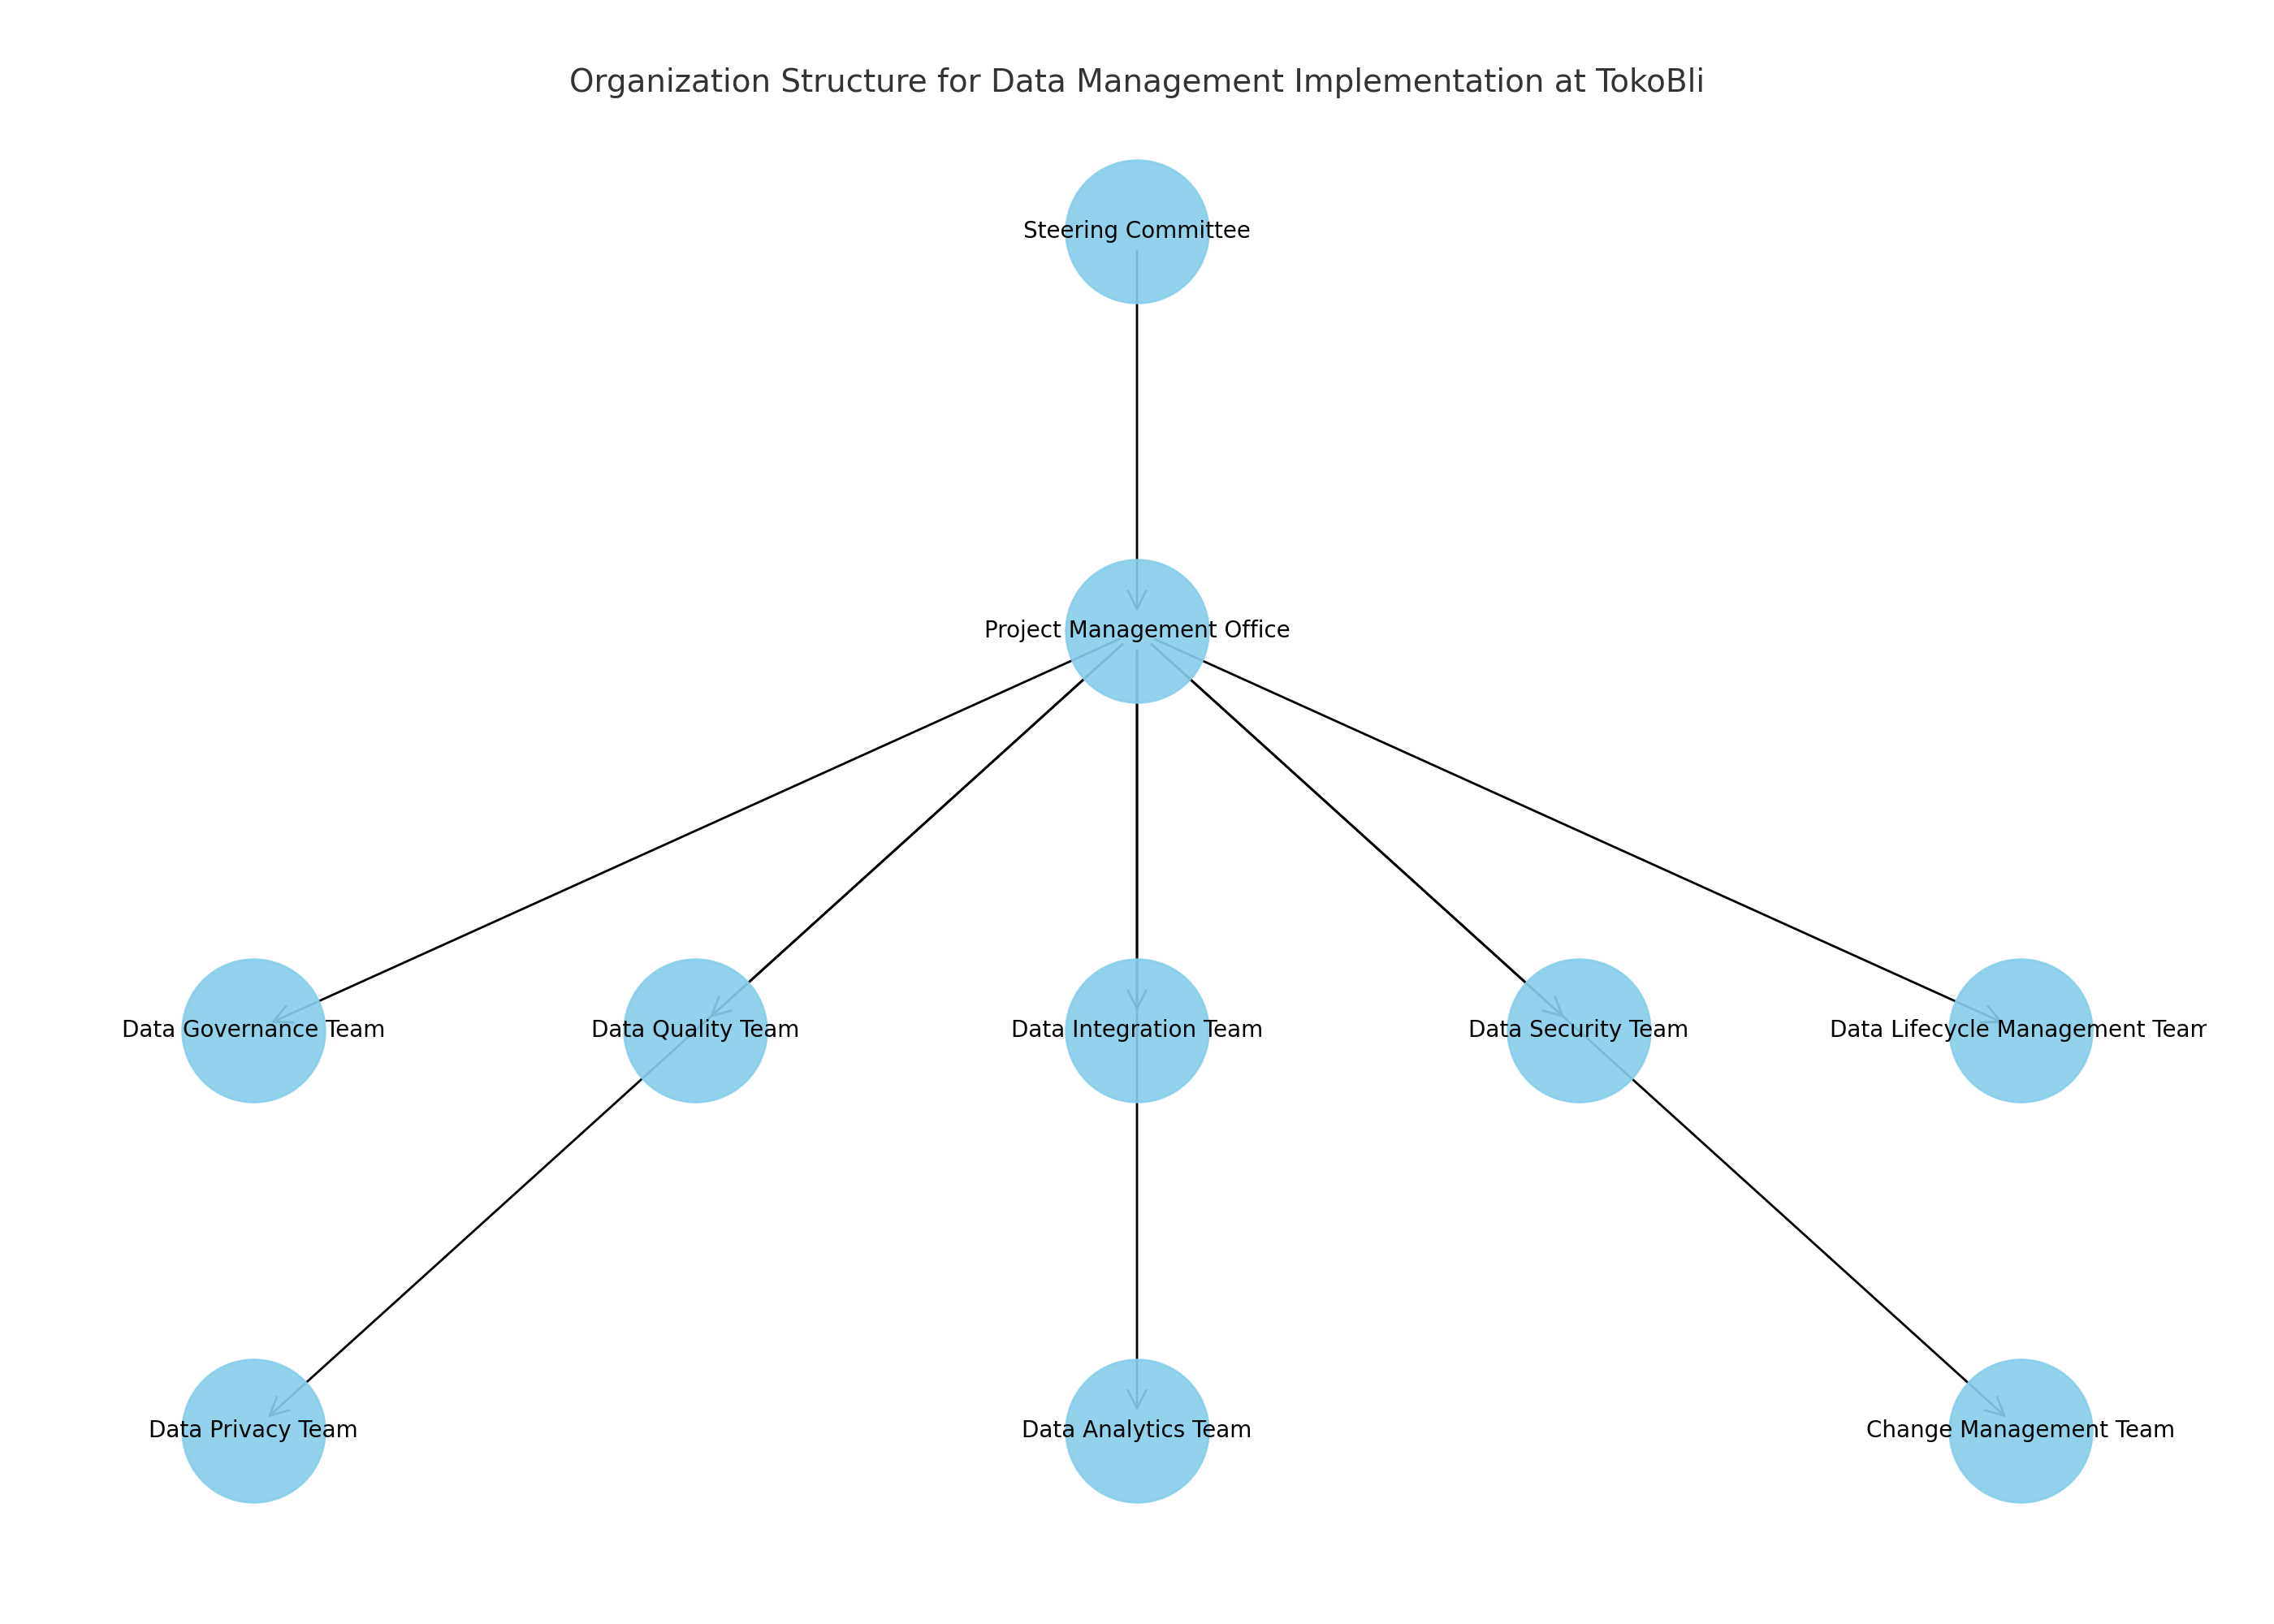 Organization Structure for Data Management Implementation at TokoBli
Steering Committee
Project Management Office
Data Governance Team
Data Quality Team
Data Integration Team
Data Security Team
Data Lifecycle Management Team
Data Privacy Team
Data Analytics Team
Change Management Team